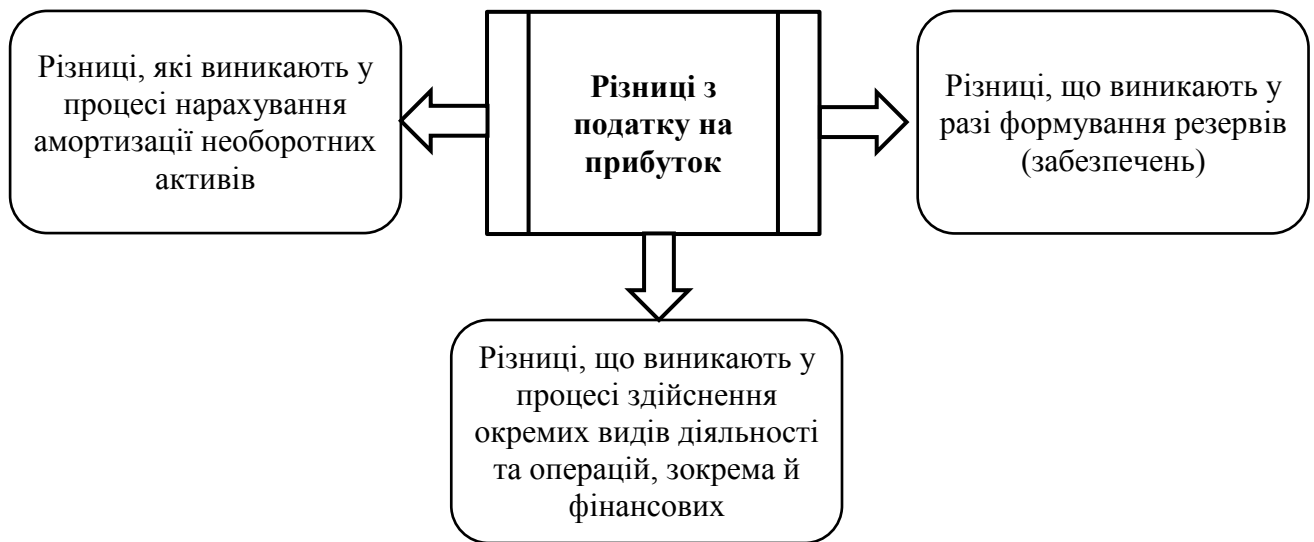 Різниці, які виникають у
процесі нарахування
амортизації необоротних
активів
Різниці з
податку на
прибуток
Різниці, що виникають у
разі формування резервів
(забезпечень)
Різниці, що виникають у
процесі здійснення
окремих видів діяльності
та операцій, зокрема й
фінансових